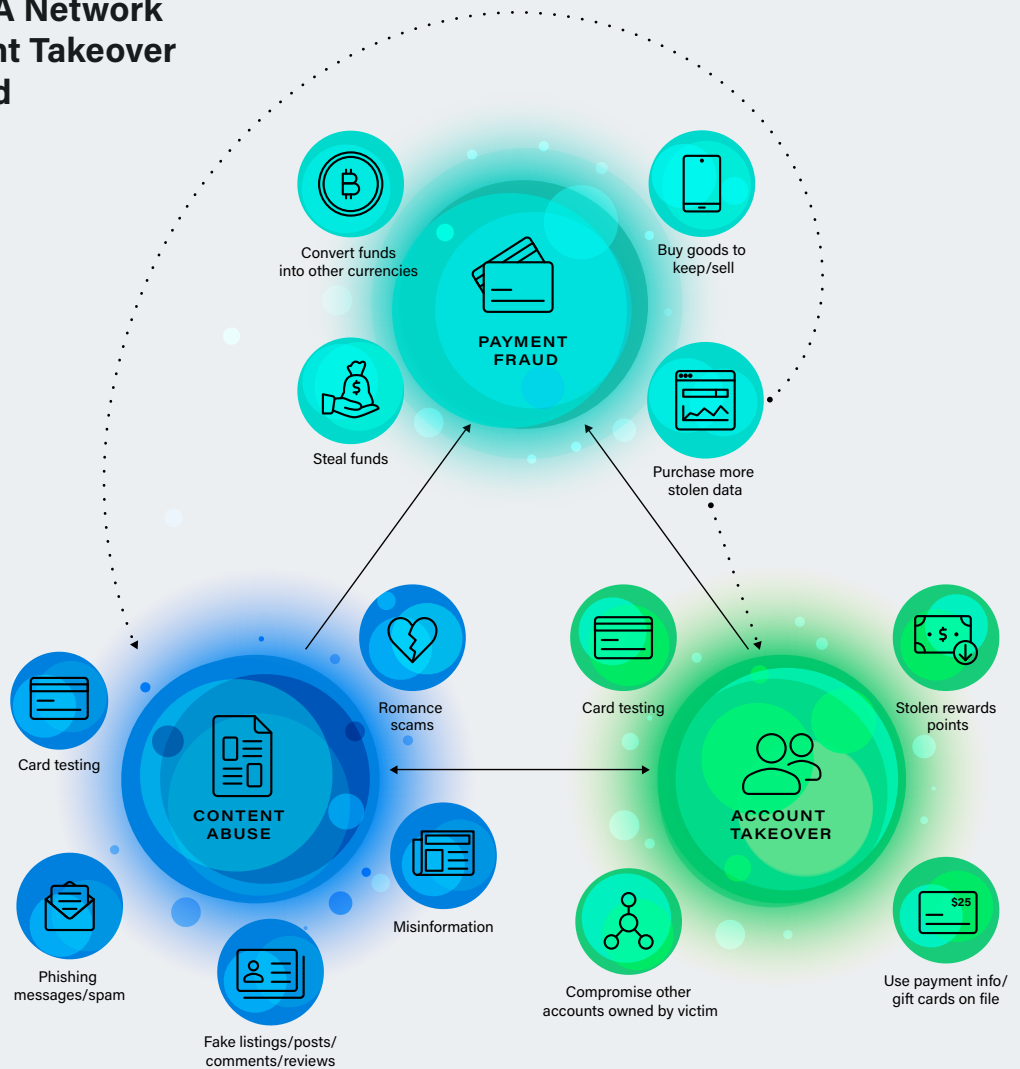 A Network
nt Takeover
d
Convert funds
into other currencies
Buy goods to
keep/sell
PAYMENT
FRAUD
$
Steal funds
Purchase more
stolen data
Romance
scams
Card testing
Card testing
$
Stolen rewards
points
CONTENT
ABUSE
ACCOUNT
TAKEOVER
Misinformation
$25
Phishing
messages/spam
Compromise other
accounts owned by victim
Use payment info/
gift cards on file
Fake listings/posts/
comments/reviews